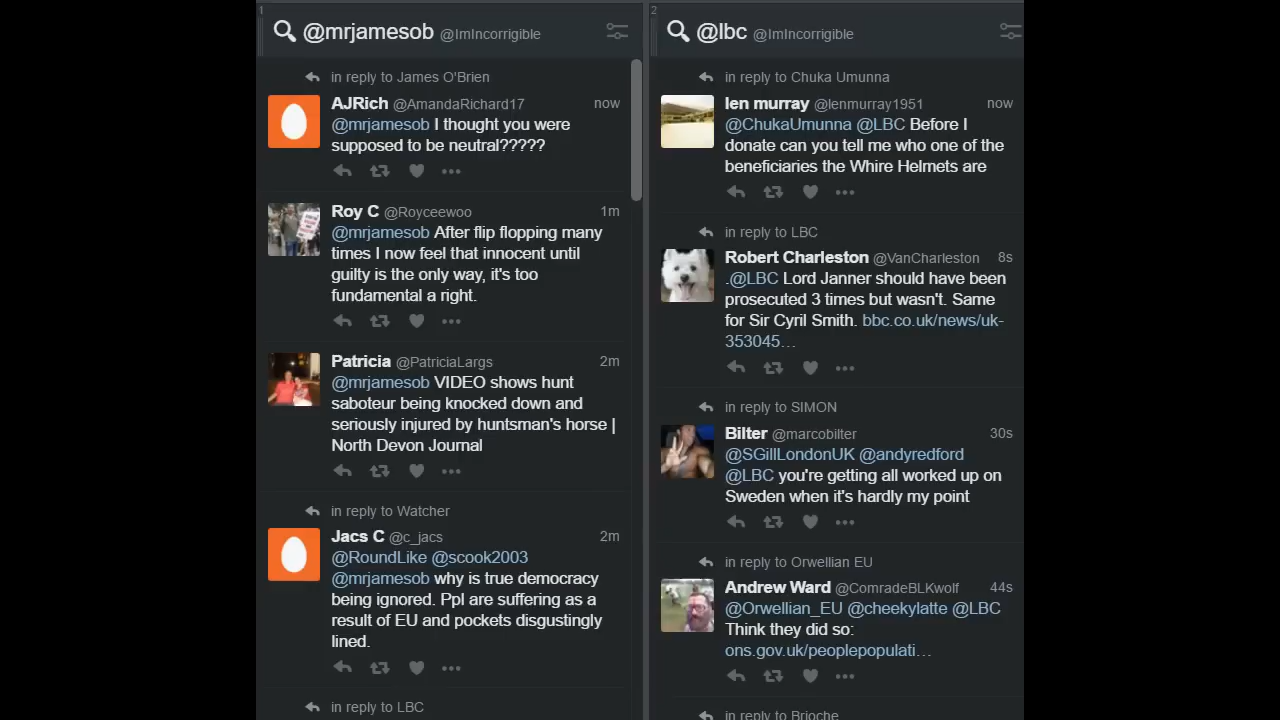 1
@mrjamesob @ImIncorrigible
in reply to James O'Brien
AJRich @AmandaRichard17 now
@mrjamesob I thought you were
supposed to be neutral?????
Roy C @Royceewoo 1m
@mrjamesob After flip flopping many
times I now feel that innocent until
guilty is the only way, it's too
fundamental a right.
Patricia @PatriciaLargs 2m
@mrjamesob VIDEO shows hunt
saboteur being knocked down and
seriously injured by huntsman's horse |
North Devon Journal
in reply to Watcher
Jacs C @c_jacs 2m
@RoundLike @scook2003
@mrjamesob why is true democracy
being ignored. Ppl are suffering as a
result of EU and pockets disgustingly
lined.
in reply to LBC
2
@lbc @ImIncorrigible
in reply to Chuka Umunna
len murray @lenmurray1951 now
@ChukaUmunna @LBC Before I
donate can you tell me who one of the
beneficiaries the Whire Helmets are
in reply to LBC
Robert Charleston @VanCharleston 8s
.@LBC Lord Janner should have been
prosecuted 3 times but wasn't. Same
for Sir Cyril Smith. bbc.co.uk/news/uk-
353045…
in reply to SIMON
Bilter @marcobilter 30s
@SGillLondonUK @andyredford
@LBC you're getting all worked up on
Sweden when it's hardly my point
in reply to Orwellian EU
Andrew Ward @ComradeBLKwolf 44s
@Orwellian_EU @cheekylatte @LBC
Think they did so:
ons.gov.uk/peoplepopulati…
in reply to Brioche